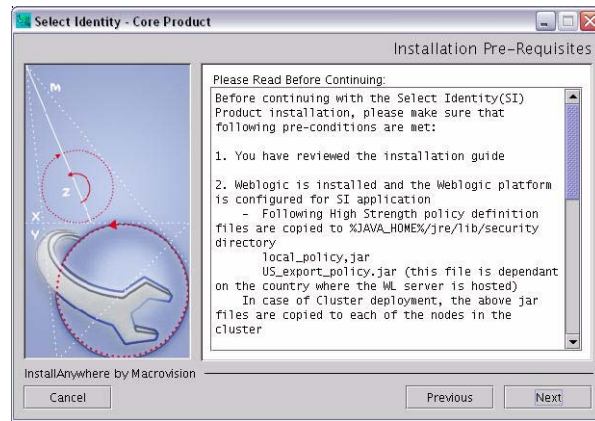 Select Identity - Core Product
Installation Pre-Requisites
M
Z
X
Y
Please Read Before Continuing:
Before continuing with the Select Identity(SI)
Product installation, please make sure that
following pre-conditions are met:
1. You have reviewed the installation guide
2. Weblogic is installed and the Weblogic platform
is configured for SI application
- Following High Strength policy definition
files are copied to %JAVA_HOME%/jre/lib/security
directory
local_policy,jar
US_export_policy.jar (this file is dependant
on the country where the WL server is hosted)
In case of Cluster deployment, the above jar
files are copied to each of the nodes in the
cluster
InstallAnywhere by Macrovision
Cancel
Previous
Next